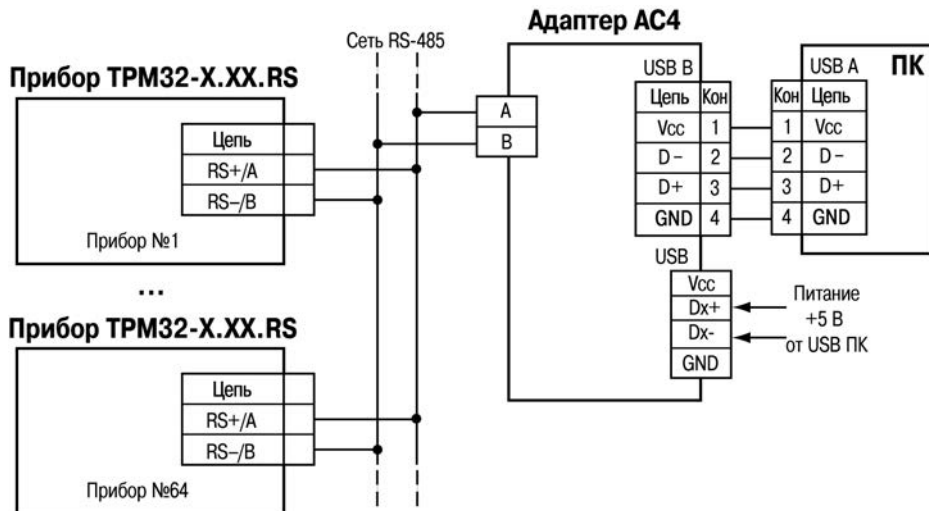 Адаптер АС4
Сеть RS-485
Прибор ТРМ32-Х.ХХ.RS
Цепь
RS+/A
RS–/B
Прибор №1
...
Прибор ТРМ32-Х.ХХ.RS
Цепь
RS+/A
RS–/B
Прибор №64
A
B
USB B
Цепь Кон
Vcc 1
D - 2
D+ 3
GND 4
USB
Vcc
Dx+
Dx-
GND
USB A
ПК
Кон Цепь
1 Vcc
2 D -
3 D+
4 GND
Питание
+5 В
от USB ПК